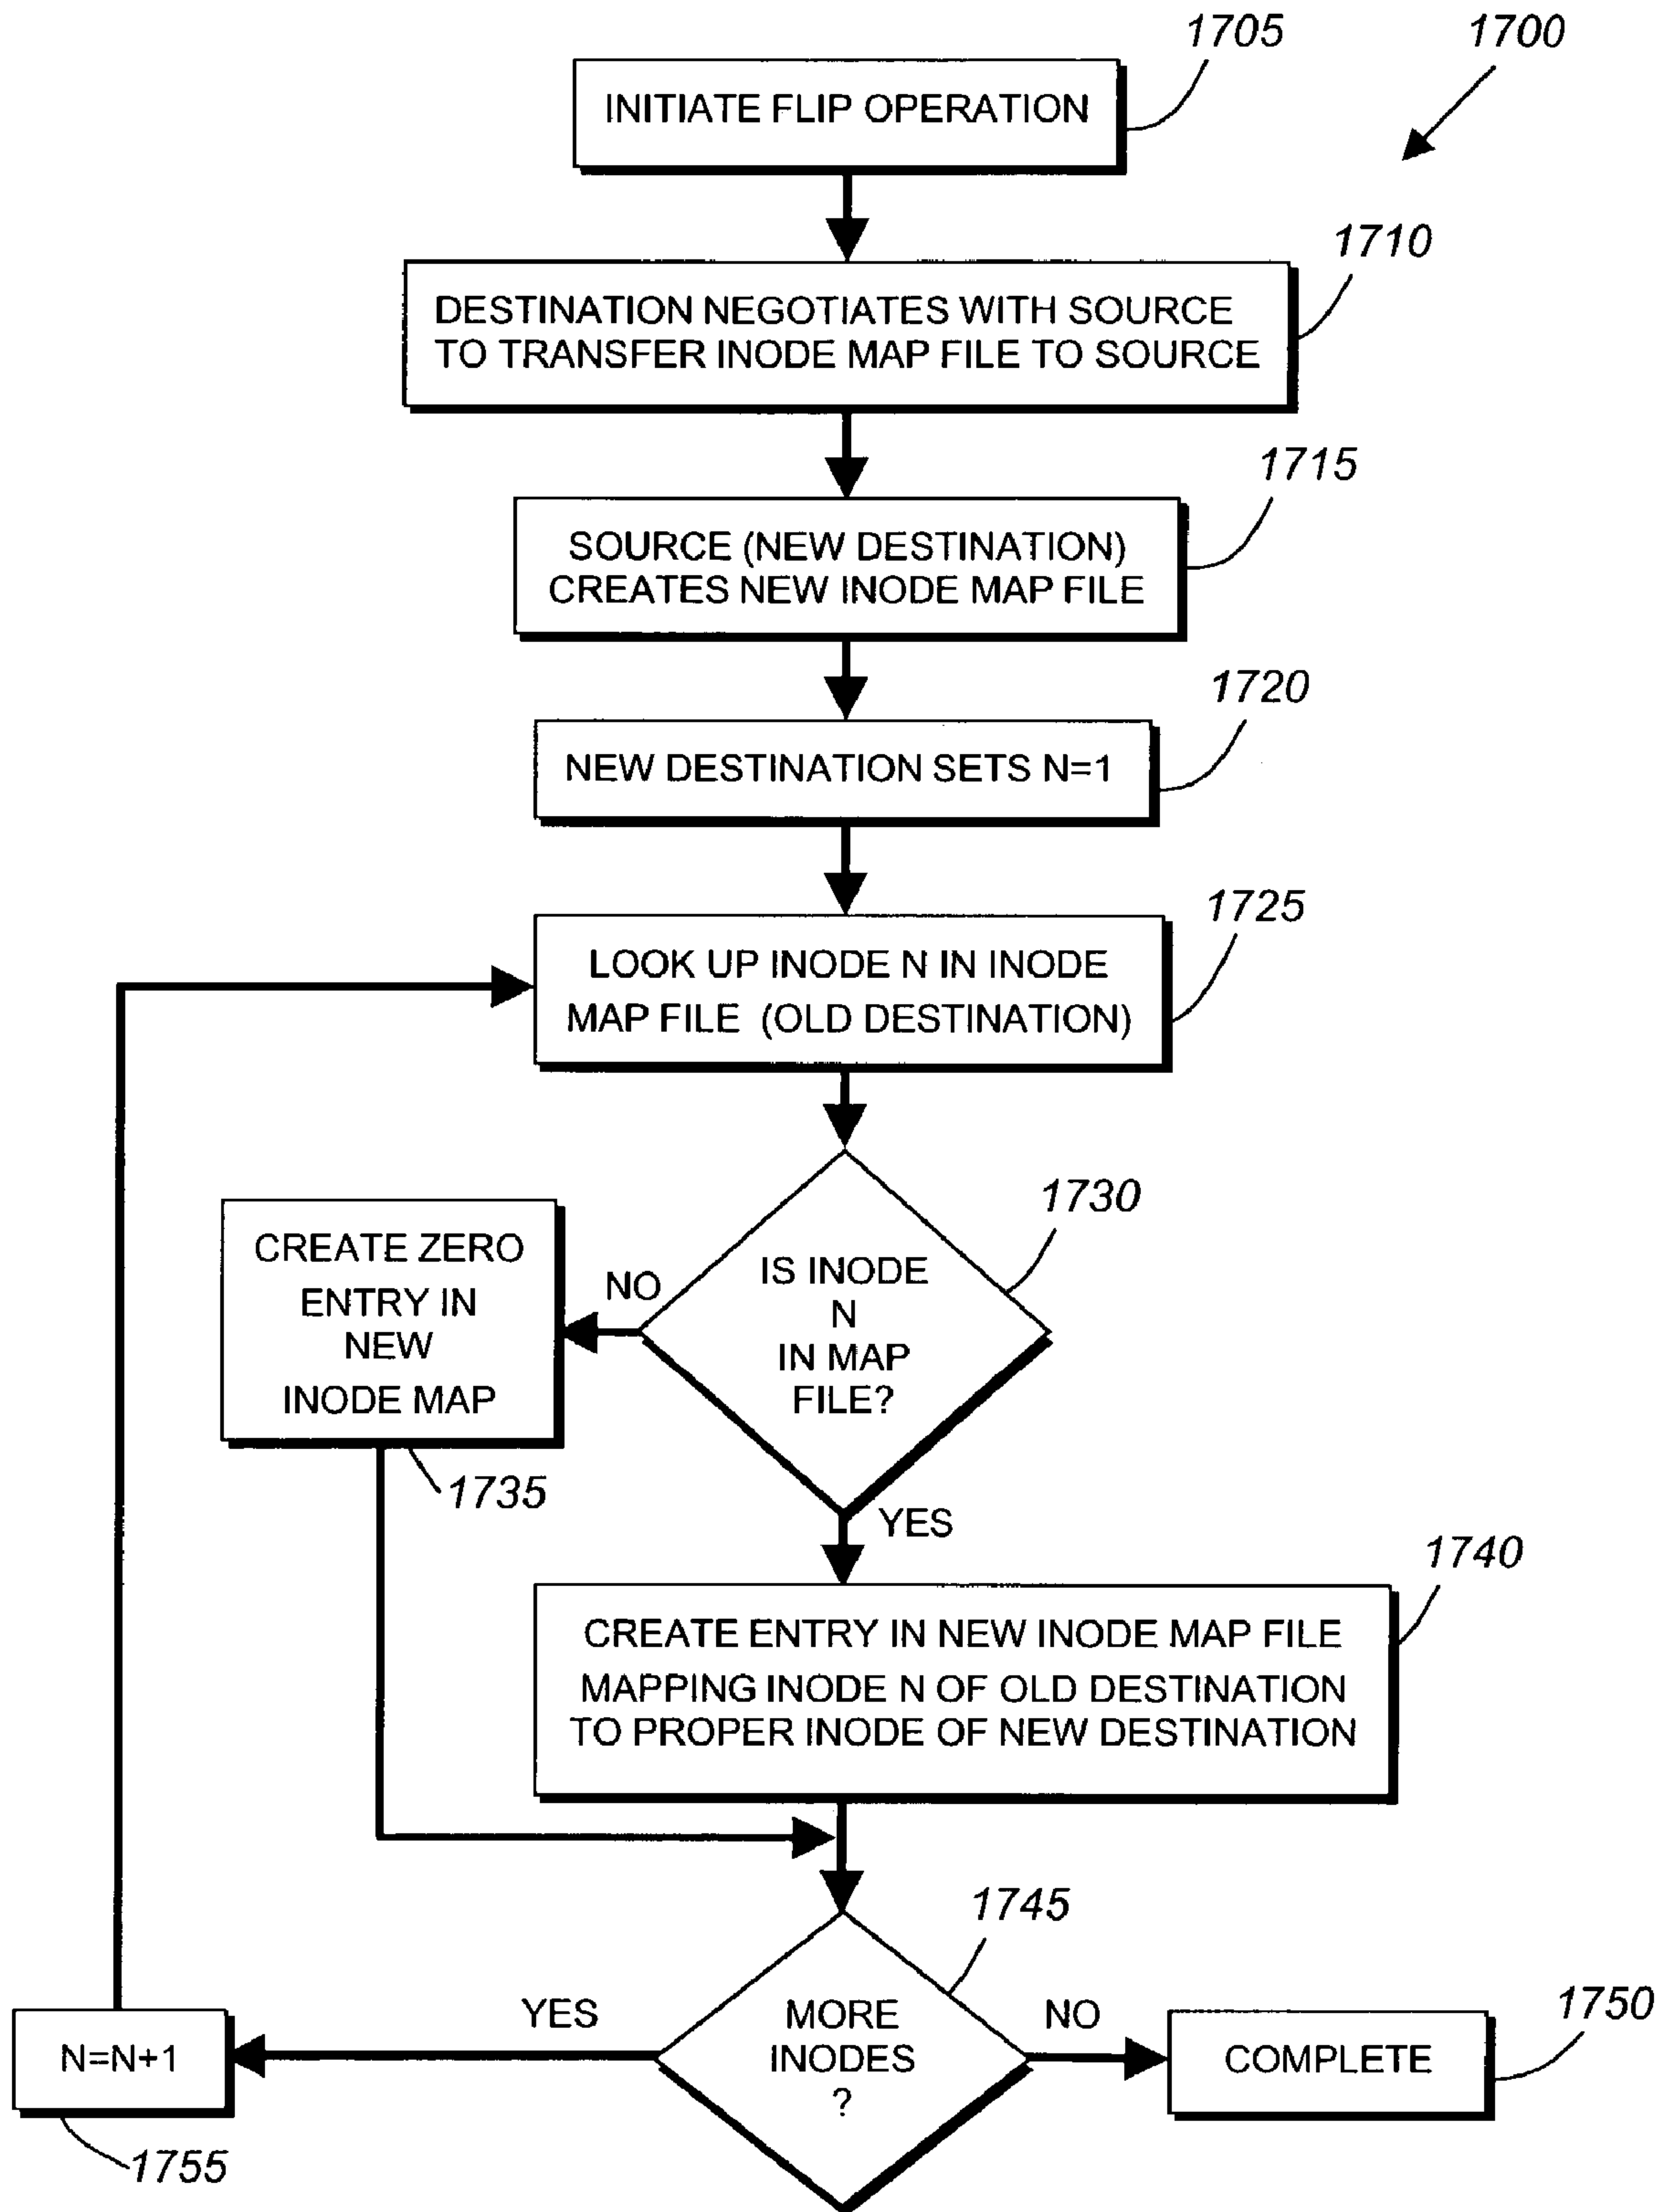 1705
1700
INITIATE FLIP OPERATION
1710
DESTINATION NEGOTIATES WITH SOURCE
TO TRANSFER INODE MAP FILE TO SOURCE
1715
SOURCE (NEW DESTINATION)
CREATES NEW INODE MAP FILE
1720
NEW DESTINATION SETS N=1
1725
LOOK UP INODE N IN INODE
MAP FILE (OLD DESTINATION)
1730
IS INODE
N
IN MAP
FILE?
NO
CREATE ZERO
ENTRY IN
NEW
INODE MAP
1735
YES
1740
CREATE ENTRY IN NEW INODE MAP FILE
MAPPING INODE N OF OLD DESTINATION
TO PROPER INODE OF NEW DESTINATION
1745
MORE
INODES
?
YES
NO
1750
N=N+1
COMPLETE
1755